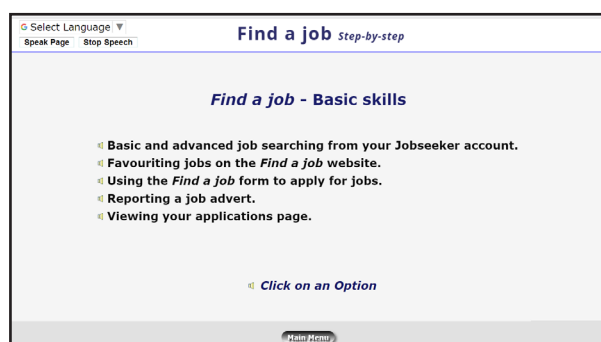 G Select Language ▼
Speak Page Stop Speech
Find a job Step-by-step
Find a job - Basic skills
Basic and advanced job searching from your Jobseeker account.
Favouriting jobs on the Find a job website.
Using the Find a job form to apply for jobs.
Reporting a job advert.
Viewing your applications page.
Click on an Option
Main Menu